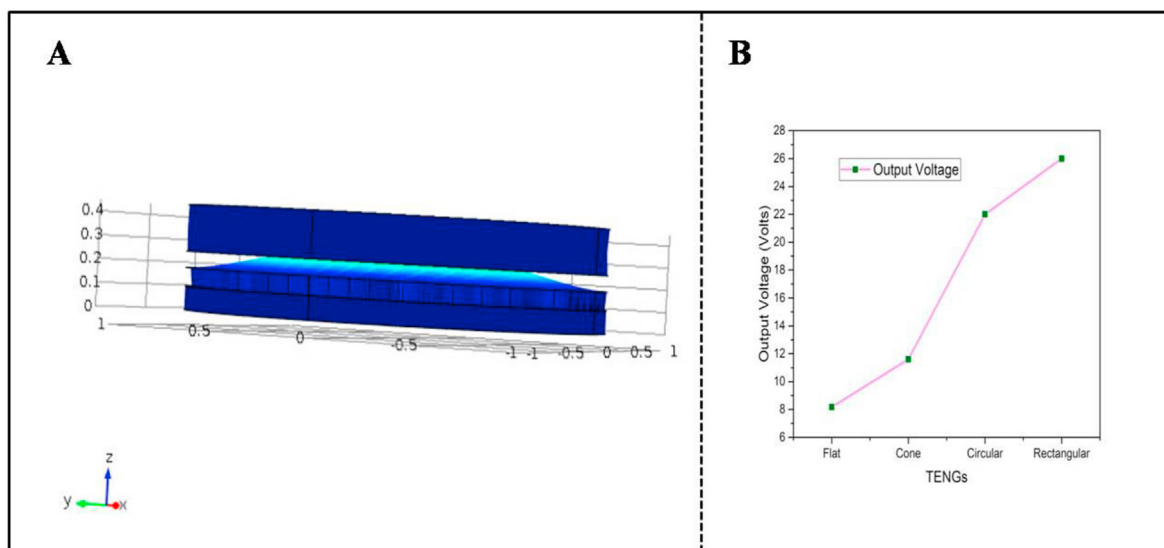 A
0.4
0.3
0.2
0.1
0
1 0.5 0 -0.5 -1 -1 -0.5 0 0.5 1
z
y x
B
28
26
24
22
20
18
16
14
12
10
8
6
Output Voltage (Volts)
Output Voltage
Flat Cone Circular Rectangular
TENGs